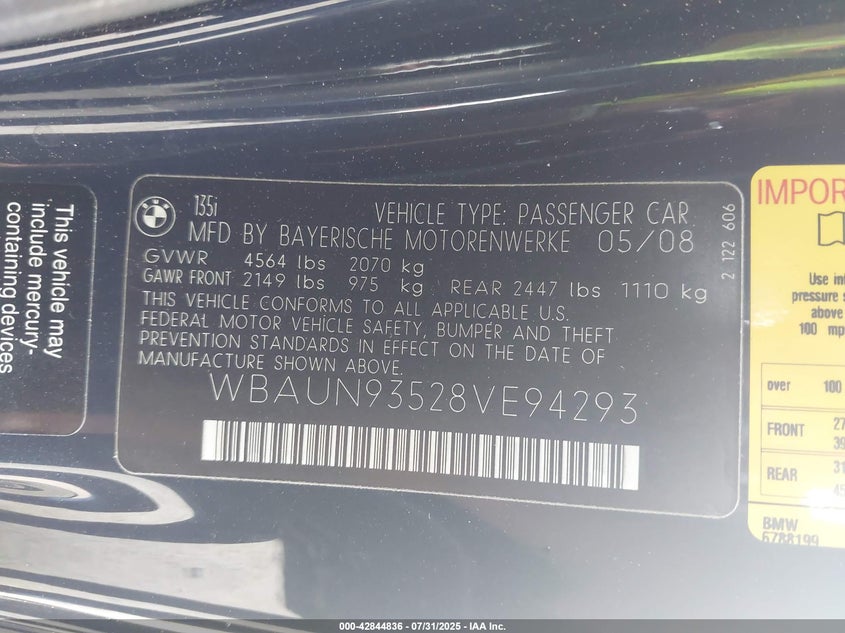 This vehicle may
include mercury-
containing devices
135i
VEHICLE TYPE: PASSENGER CAR
MFD BY BAYERISCHE MOTORENWERKE 05/08
GVWR 4564 lbs 2070 kg
GAWR FRONT 2149 lbs 975 kg REAR 2447 lbs 1110 kg
THIS VEHICLE CONFORMS TO ALL APPLICABLE U.S.
FEDERAL MOTOR VEHICLE SAFETY, BUMPER AND THEFT
PREVENTION STANDARDS IN EFFECT ON THE DATE OF
MANUFACTURE SHOWN ABOVE.
WBAUN93528VE94293
2 122 606
IMPOR
Use in
pressure s
above
100 mp
over 100
FRONT 27
39
REAR 31
45
BMW
6788199
000-42844836 - 07/31/2025 - IAA Inc.